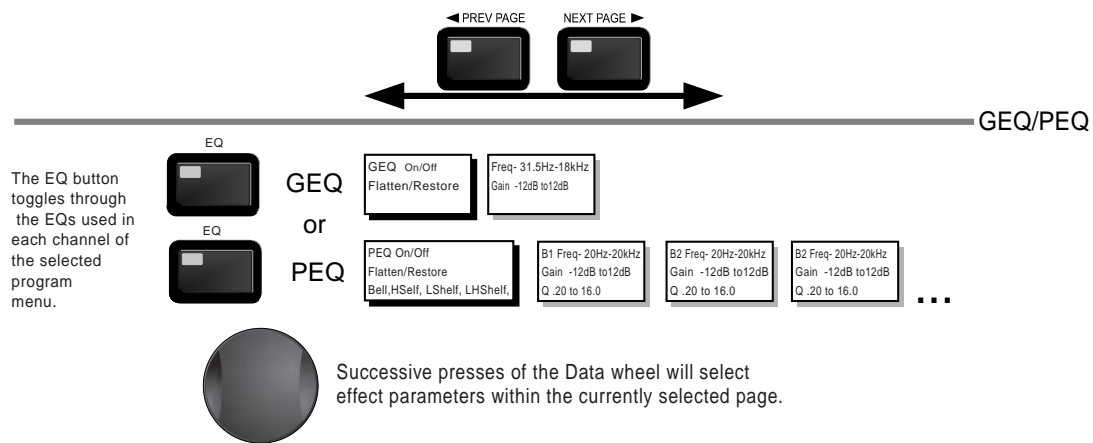 ◄ PREV PAGE NEXT PAGE ►
GEQ/PEQ
The EQ button
toggles through
the EQs used in
each channel of
the selected
program
menu.
EQ
GEQ
GEQ On/Off
Flatten/Restore
Freq- 31.5Hz-18kHz
Gain -12dB to12dB
or
EQ
PEQ
PEQ On/Off
Flatten/Restore
Bell,HSelf, LShelf, LHShelf,
B1 Freq- 20Hz-20kHz
Gain -12dB to12dB
Q .20 to 16.0
B2 Freq- 20Hz-20kHz
Gain -12dB to12dB
Q .20 to 16.0
B2 Freq- 20Hz-20kHz
Gain -12dB to12dB
Q .20 to 16.0
...
Successive presses of the Data wheel will select
effect parameters within the currently selected page.